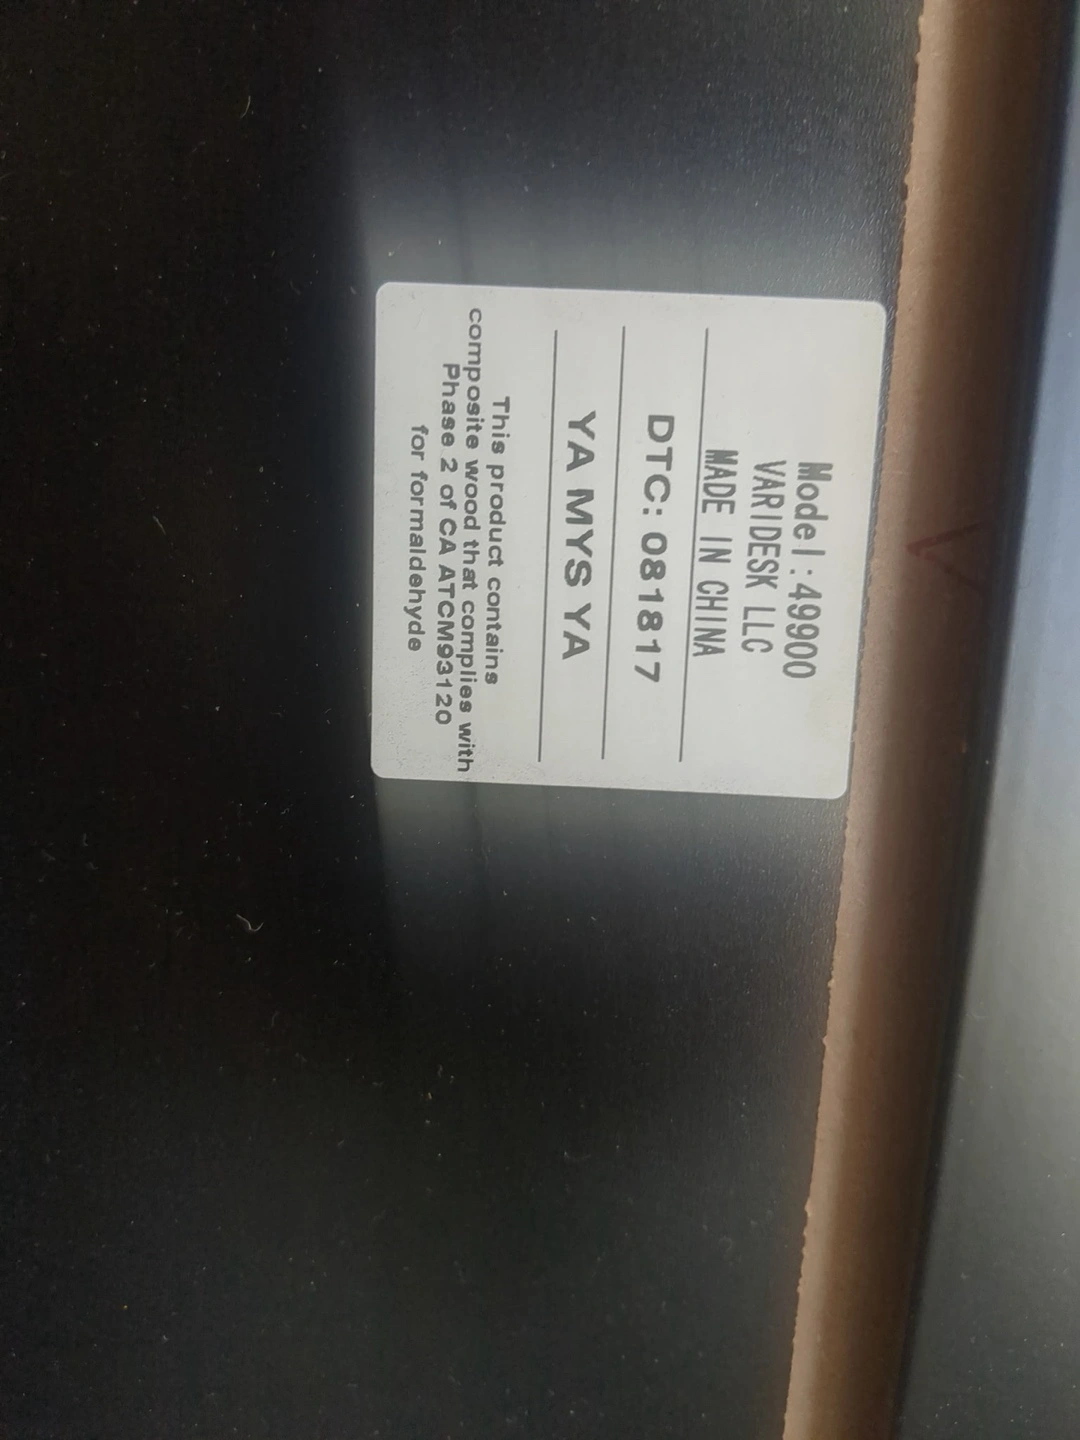 Model:49900
VARIDESK LLC
MADE IN CHINA
DTC: 081817
YA MYS YA
This product contains
composite wood that complies with
Phase 2 of CA ATCM93120
for formaldehyde